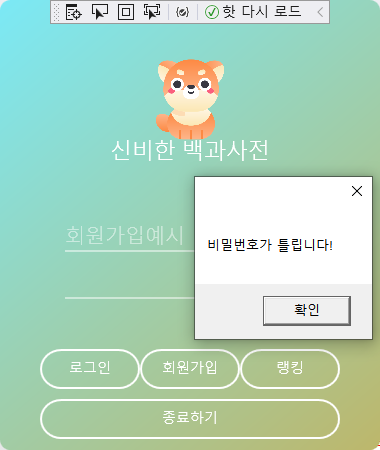 핫 다시 로드
신비한 백과사전
회원가입예시
비밀번호가 틀립니다!
확인
로그인
회원가입
랭킹
종료하기